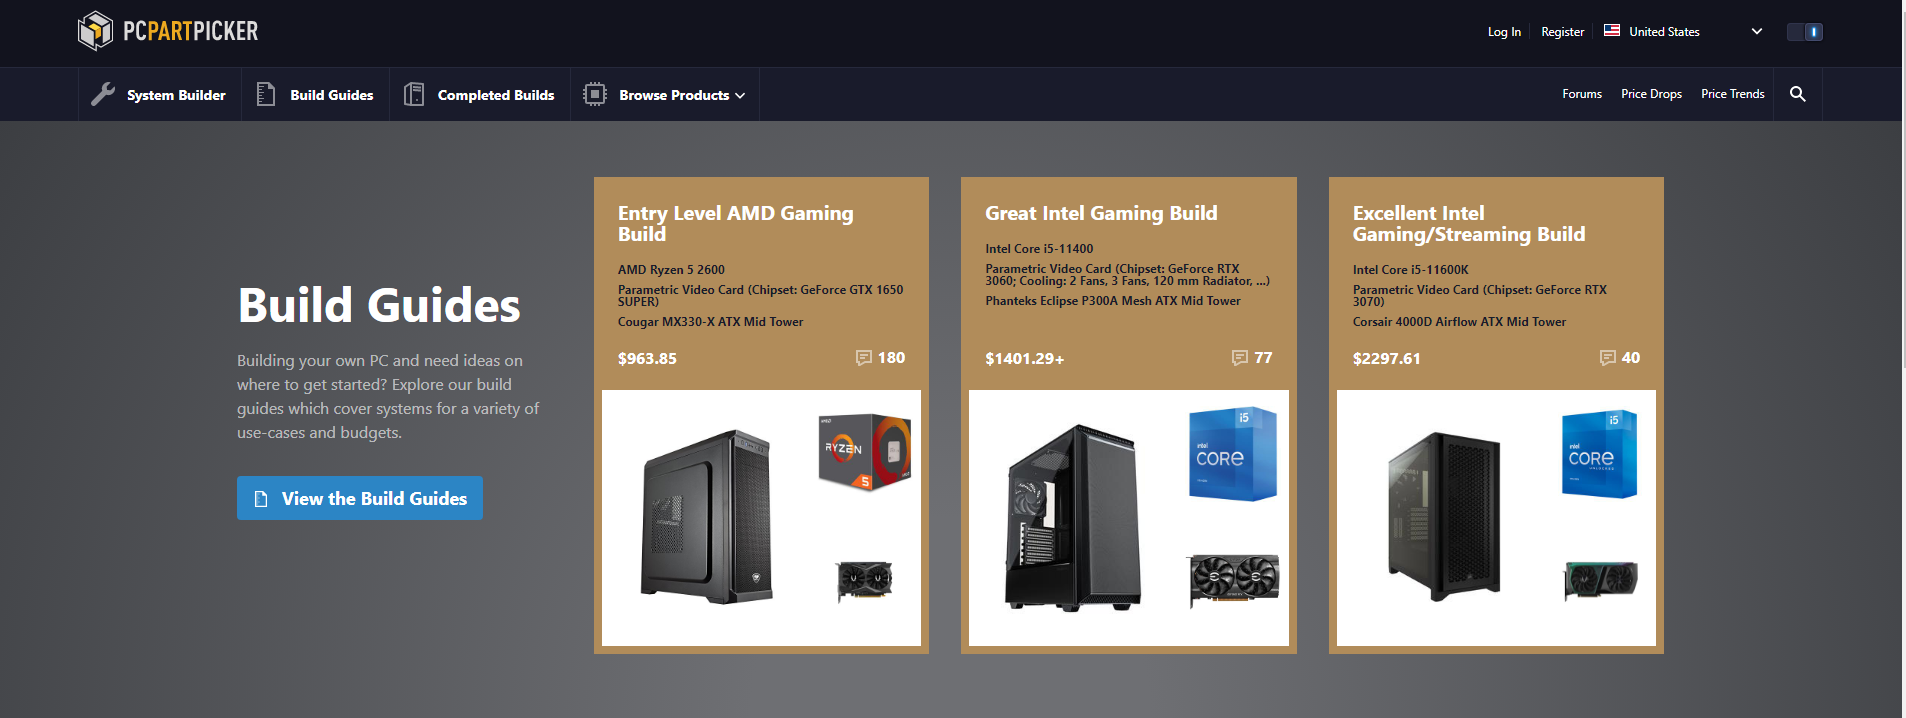 PCPARTPICKER
Log In
Register
United States
System Builder
Build Guides
Completed Builds
Browse Products
Forums
Price Drops
Price Trends
Build Guides
Building your own PC and need ideas on
where to get started? Explore our build
guides which cover systems for a variety of
use-cases and budgets.
View the Build Guides
Entry Level AMD Gaming
Build
AMD Ryzen 5 2600
Parametric Video Card (Chipset: GeForce GTX 1650
SUPER)
Cougar MX330-X ATX Mid Tower
$963.85
180
RYZEN
5
Great Intel Gaming Build
Intel Core i5-11400
Parametric Video Card (Chipset: GeForce RTX
3060; Cooling: 2 Fans, 3 Fans, 120 mm Radiator, ...)
Phanteks Eclipse P300A Mesh ATX Mid Tower
$1401.29+
77
i5
intel
CORE
Excellent Intel
Gaming/Streaming Build
Intel Core i5-11600K
Parametric Video Card (Chipset: GeForce RTX
3070)
Corsair 4000D Airflow ATX Mid Tower
$2297.61
40
i5
intel
CORE